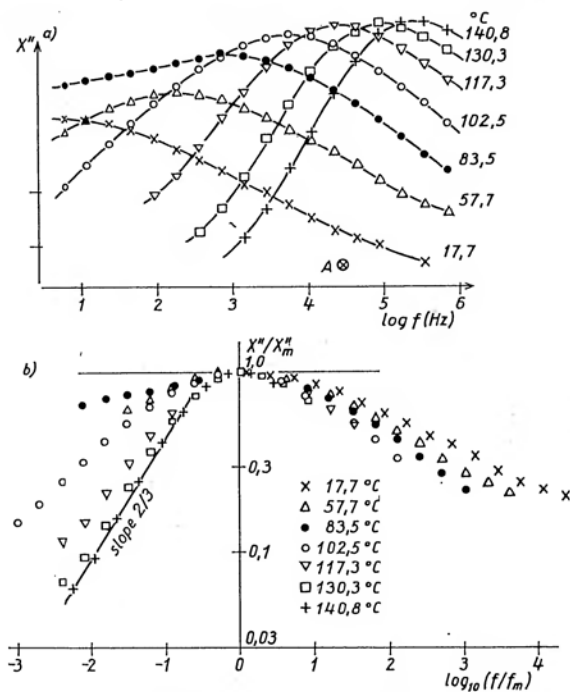 X" a)
°C
140,8
130,3
117,3
102,5
83,5
57,7
17,7
A
1 2 3 4 5 6
log f (Hz)
b)
X"/X"m
1,0
0,3
0,1
0,03
slope 2/3
× 17,7 °C
△ 57,7 °C
● 83,5 °C
○ 102,5 °C
▽ 117,3 °C
□ 130,3 °C
+ 140,8 °C
-3 -2 -1 0 1 2 3 4
log₁₀ (f/fm)